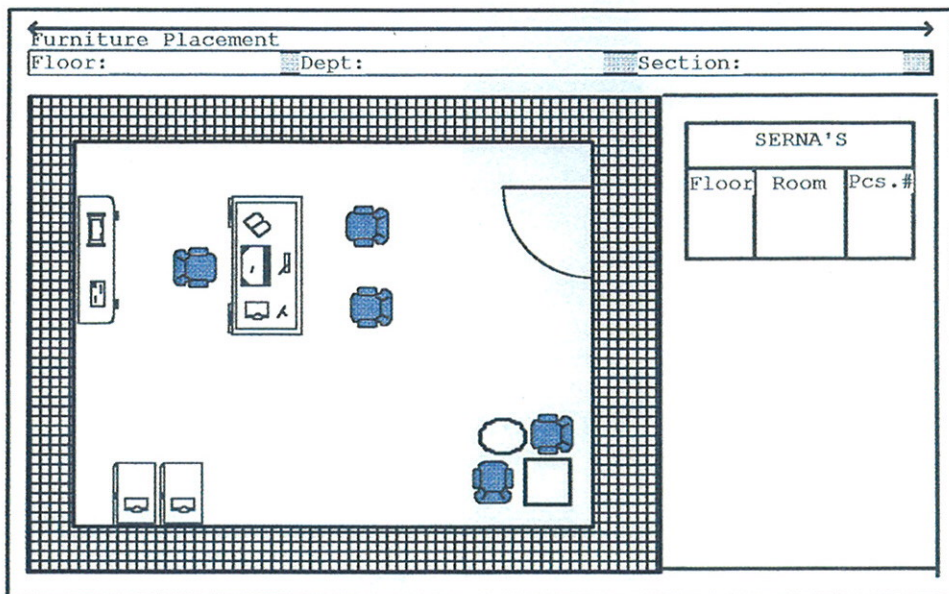 Furniture Placement
Floor: Dept: Section:
SERNA'S
Floor Room Pcs.#